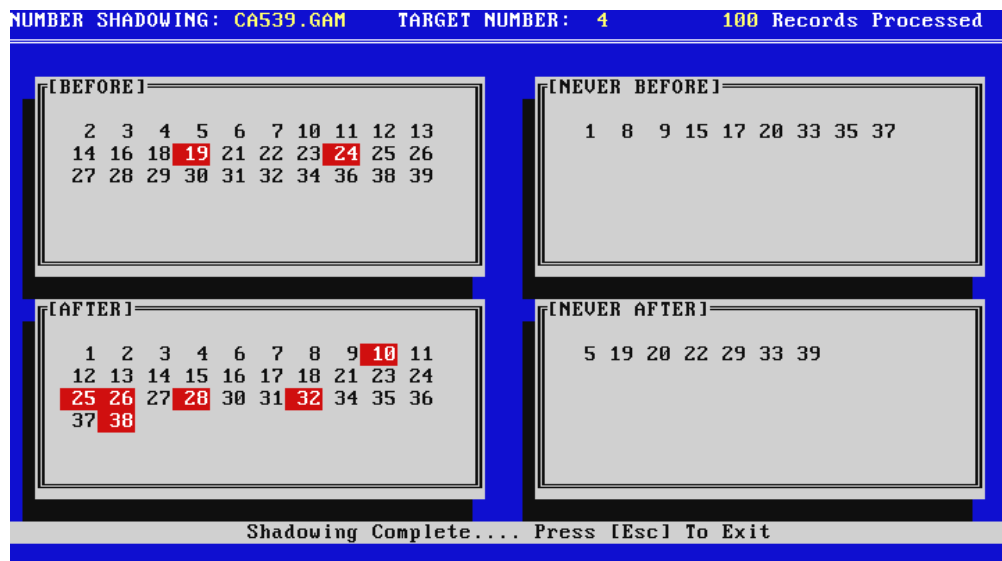 NUMBER SHADOWING: CA539.GAM TARGET NUMBER: 4 100 Records Processed
[BEFORE]
2 3 4 5 6 7 10 11 12 13
14 16 18 19 21 22 23 24 25 26
27 28 29 30 31 32 34 36 38 39
[NEVER BEFORE]
1 8 9 15 17 20 33 35 37
[AFTER]
1 2 3 4 6 7 8 9 10 11
12 13 14 15 16 17 18 21 23 24
25 26 27 28 30 31 32 34 35 36
37 38
[NEVER AFTER]
5 19 20 22 29 33 39
Shadowing Complete.... Press [Esc] To Exit